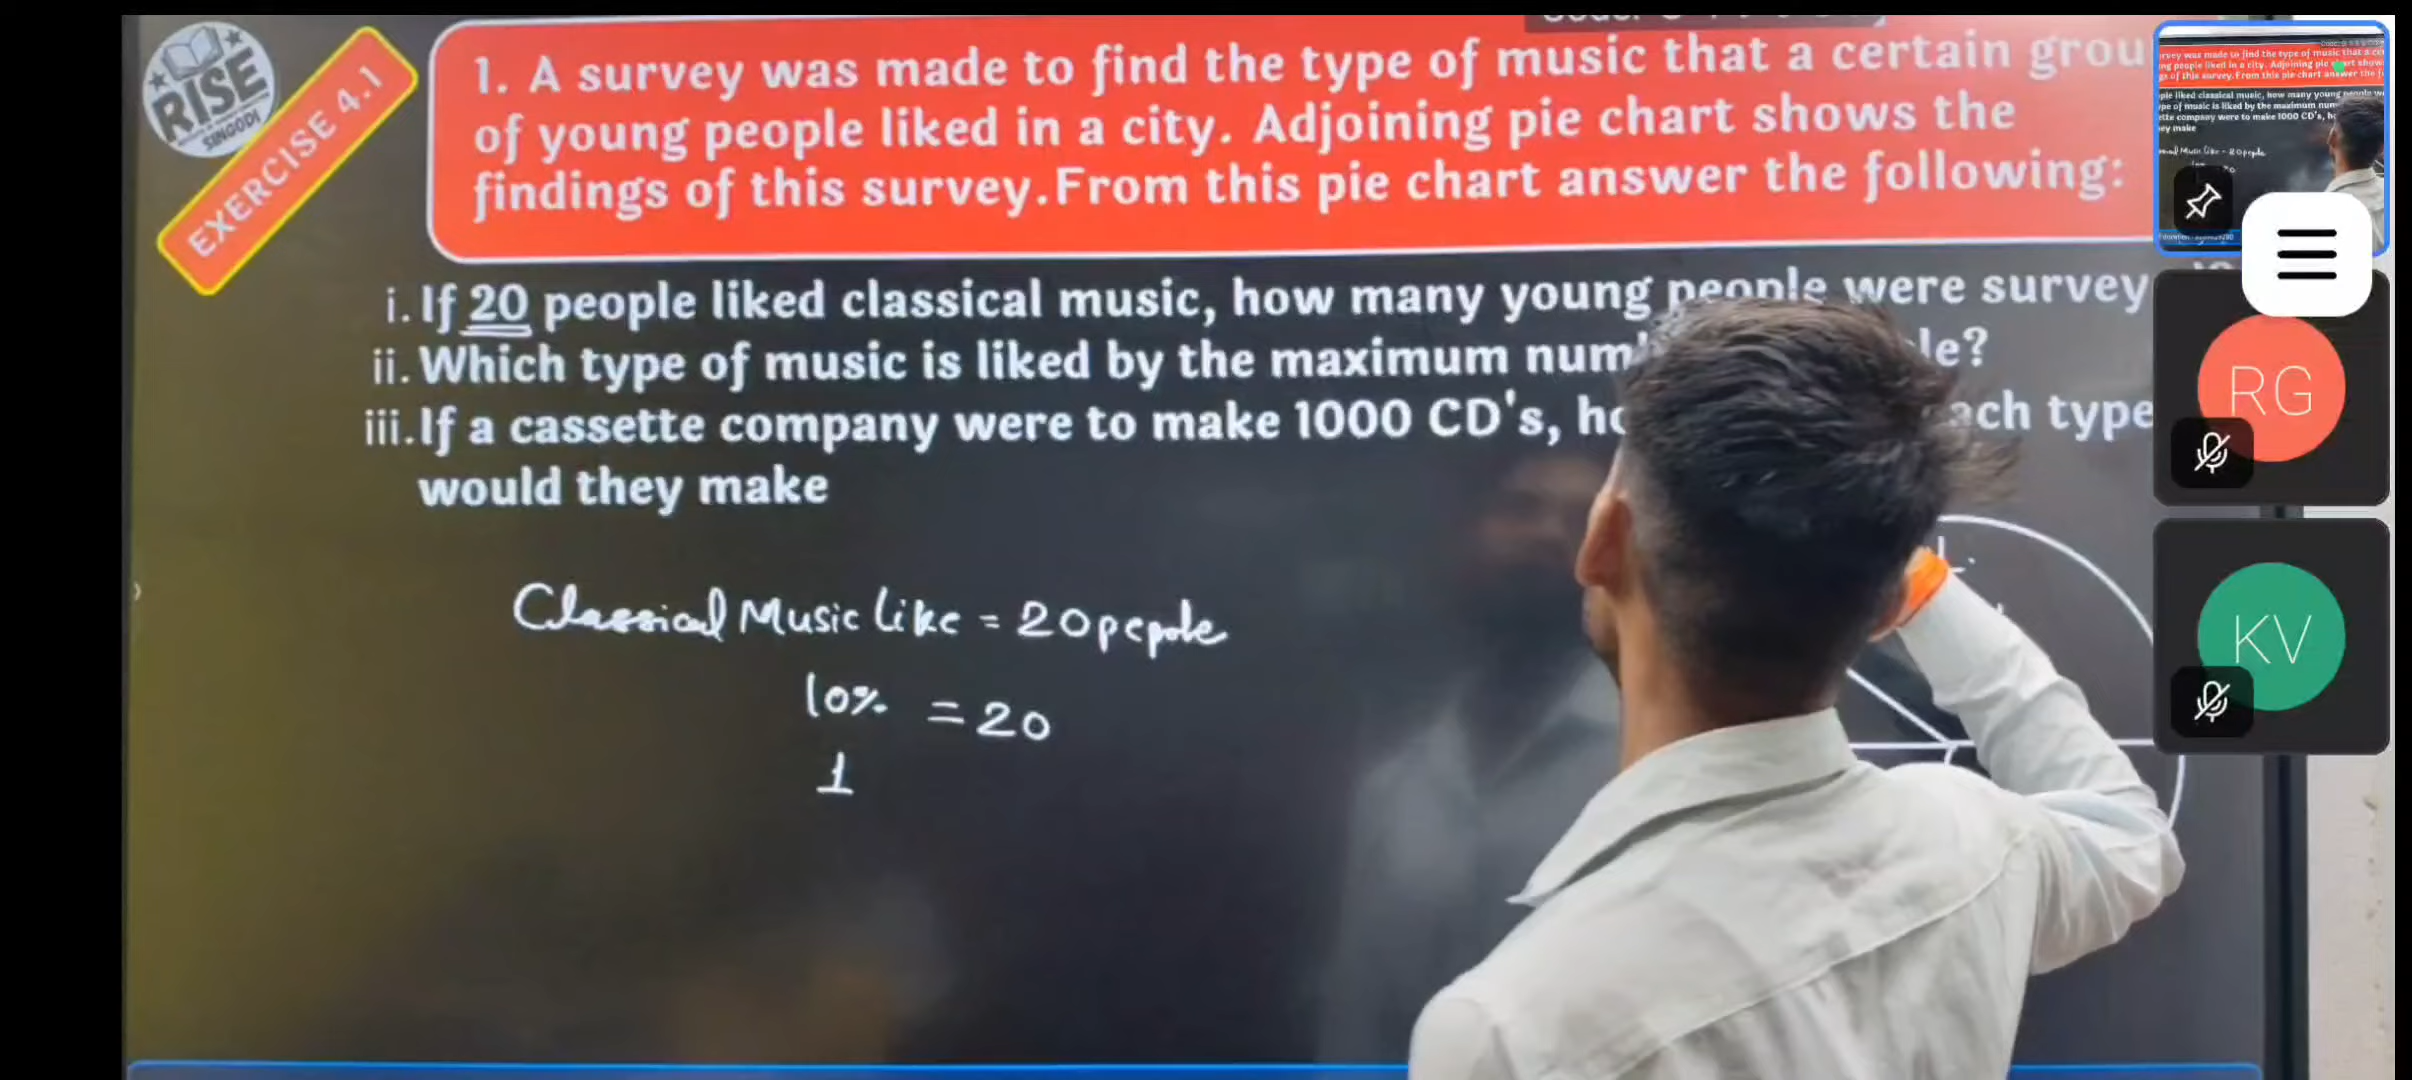 RISE
SINGODI
EXERCISE 4.1
1. A survey was made to find the type of music that a certain grou
of young people liked in a city. Adjoining pie chart shows the
findings of this survey.From this pie chart answer the following:
i. If 20 people liked classical music, how many young people were survey
ii. Which type of music is liked by the maximum num le?
iii. If a cassette company were to make 1000 CD's, ho ach type
would they make
Classical Music like = 20 pepole
10% = 20
1
RG
KV